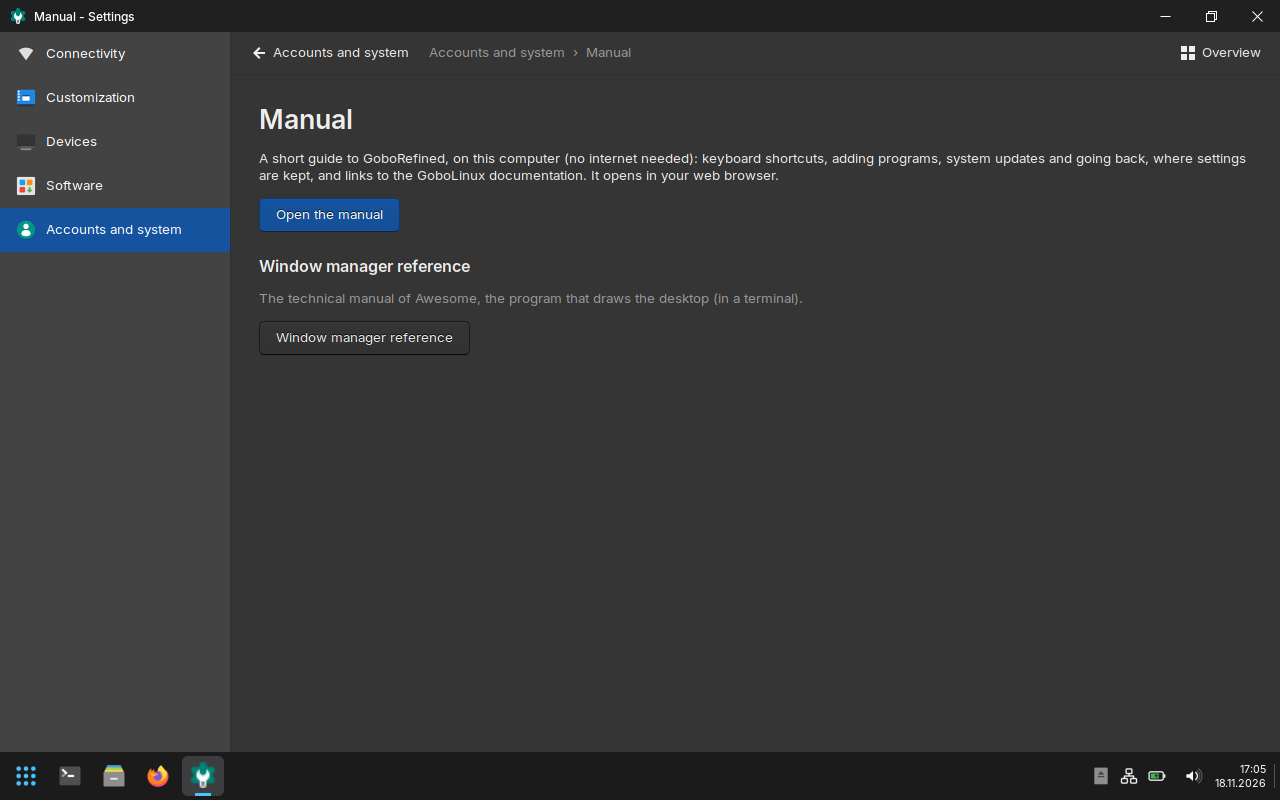 Manual - Settings
Connectivity
Customization
Devices
Software
Accounts and system
Accounts and system
Accounts and system › Manual
Overview
Manual
A short guide to GoboRefined, on this computer (no internet needed): keyboard shortcuts, adding programs, system updates and going back, where settings
are kept, and links to the GoboLinux documentation. It opens in your web browser.
Open the manual
Window manager reference
The technical manual of Awesome, the program that draws the desktop (in a terminal).
Window manager reference
17:05
18.11.2026